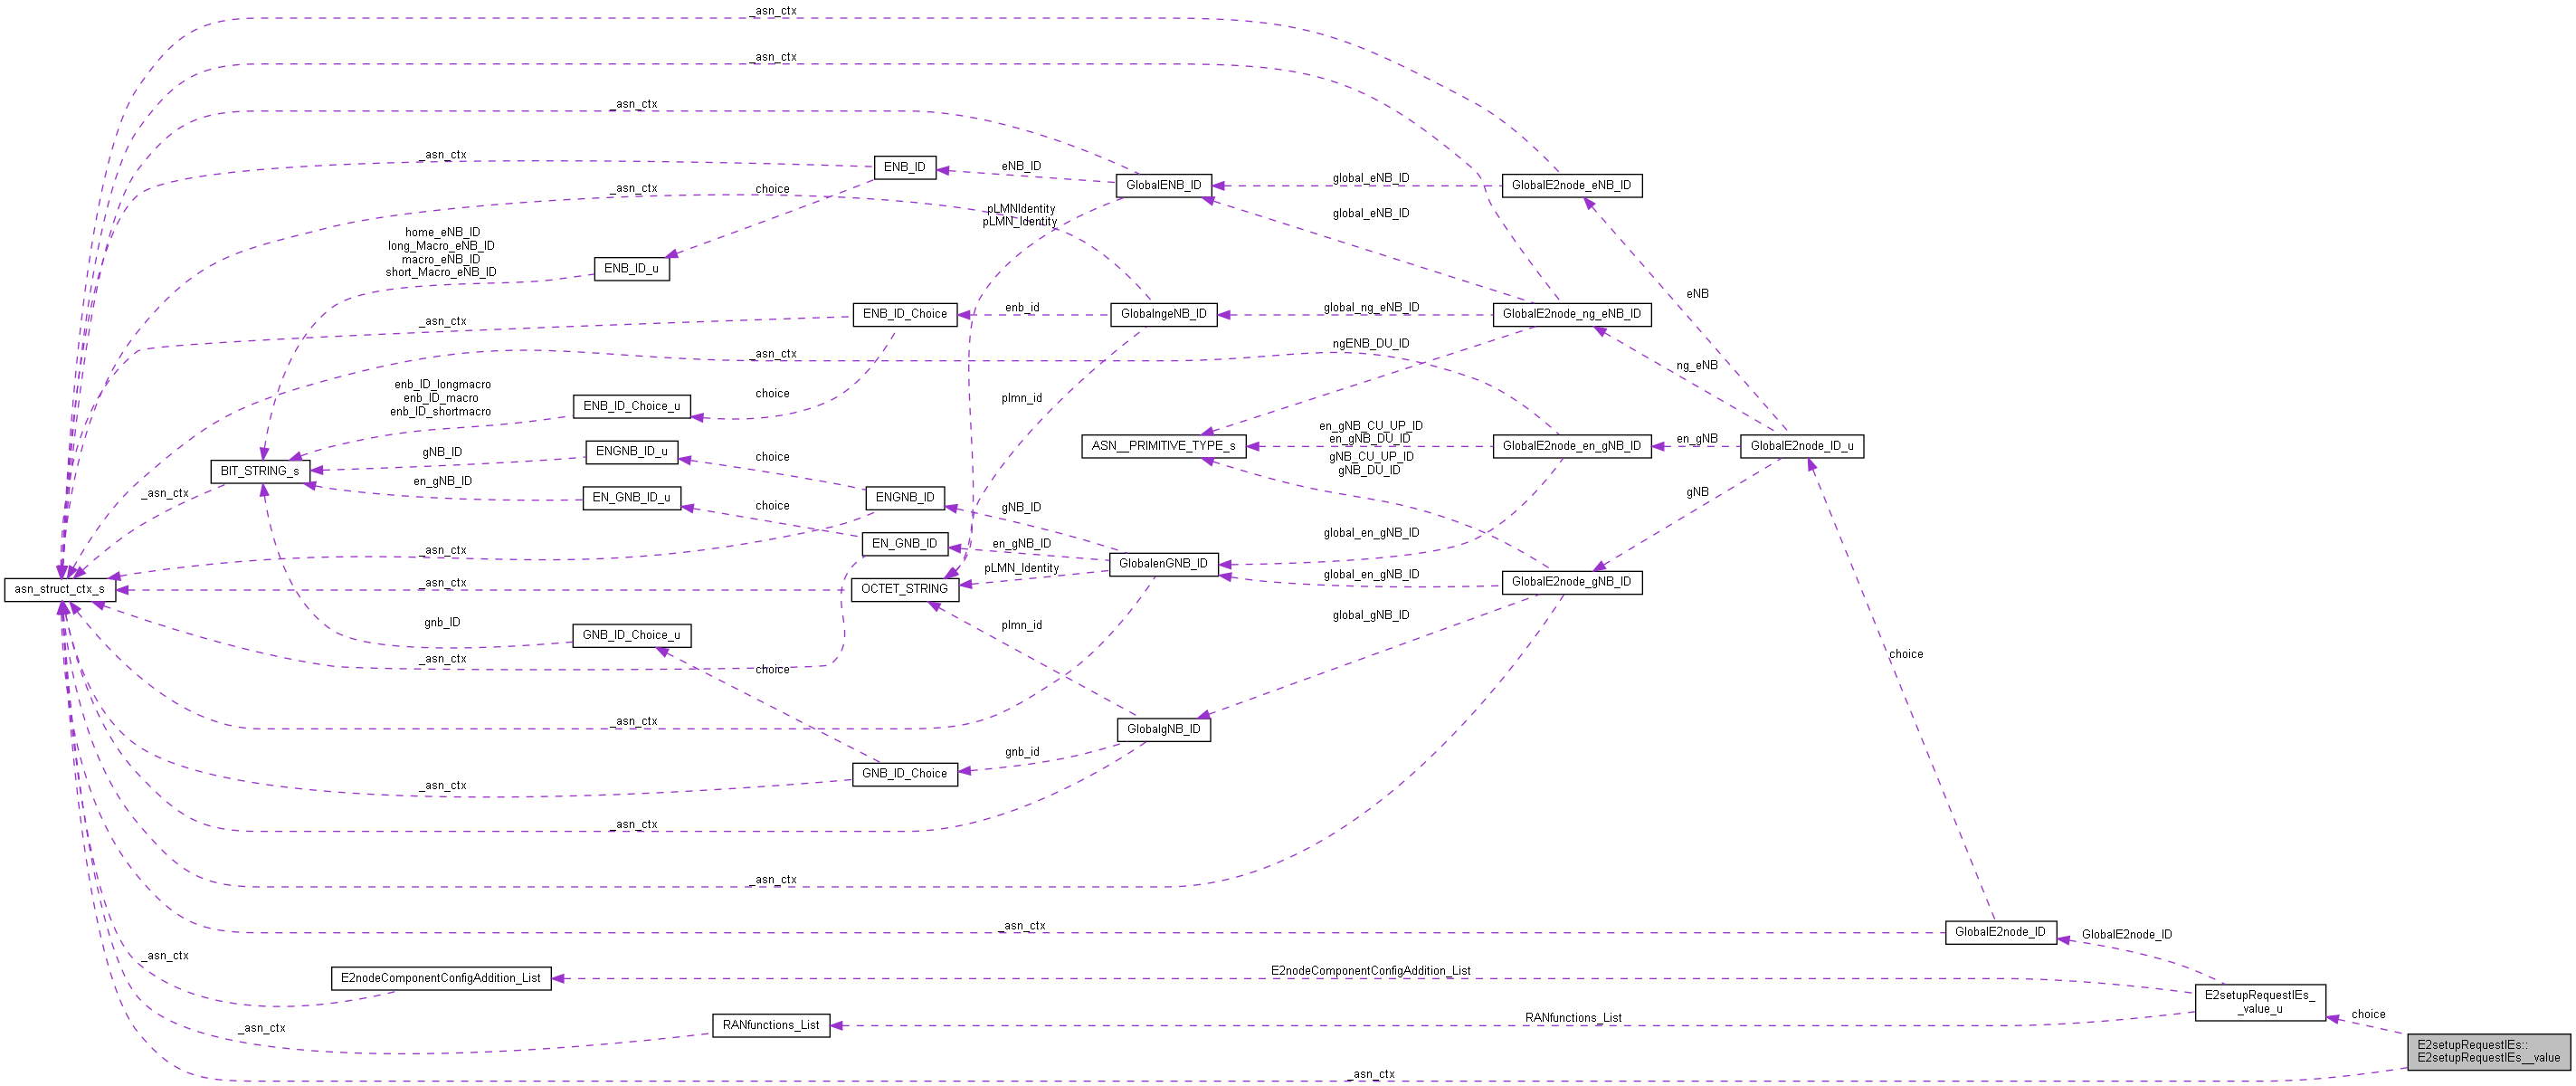 _asn_ctx
_asn_ctx
_asn_ctx
_asn_ctx
ENB_ID
eNB_ID
GlobalENB_ID
global_eNB_ID
GlobalE2node_eNB_ID
_asn_ctx
choice
pLMNIdentity
pLMN_Identity
global_eNB_ID
home_eNB_ID
long_Macro_eNB_ID
macro_eNB_ID
short_Macro_eNB_ID
ENB_ID_u
eNB
_asn_ctx
ENB_ID_Choice
enb_id
GlobalngeNB_ID
global_ng_eNB_ID
GlobalE2node_ng_eNB_ID
_asn_ctx
ngENB_DU_ID
ng_eNB
enb_ID_longmacro
enb_ID_macro
enb_ID_shortmacro
ENB_ID_Choice_u
choice
plmn_id
BIT_STRING_s
gNB_ID
ENGNB_ID_u
choice
ASN__PRIMITIVE_TYPE_s
en_gNB_CU_UP_ID
en_gNB_DU_ID
GlobalE2node_en_gNB_ID
en_gNB
GlobalE2node_ID_u
gNB_CU_UP_ID
gNB_DU_ID
_asn_ctx
en_gNB_ID
EN_GNB_ID_u
choice
ENGNB_ID
gNB_ID
gNB
_asn_ctx
EN_GNB_ID
en_gNB_ID
GlobalenGNB_ID
global_en_gNB_ID
global_en_gNB_ID
GlobalE2node_gNB_ID
asn_struct_ctx_s
_asn_ctx
OCTET_STRING
pLMN_Identity
gnb_ID
GNB_ID_Choice_u
plmn_id
global_gNB_ID
_asn_ctx
choice
choice
_asn_ctx
GlobalgNB_ID
gnb_id
_asn_ctx
GNB_ID_Choice
_asn_ctx
_asn_ctx
_asn_ctx
GlobalE2node_ID
GlobalE2node_ID
_asn_ctx
E2nodeComponentConfigAddition_List
E2nodeComponentConfigAddition_List
E2setupRequestIEs_
_value_u
_asn_ctx
RANfunctions_List
RANfunctions_List
choice
E2setupRequestIEs::
E2setupRequestIEs__value
_asn_ctx